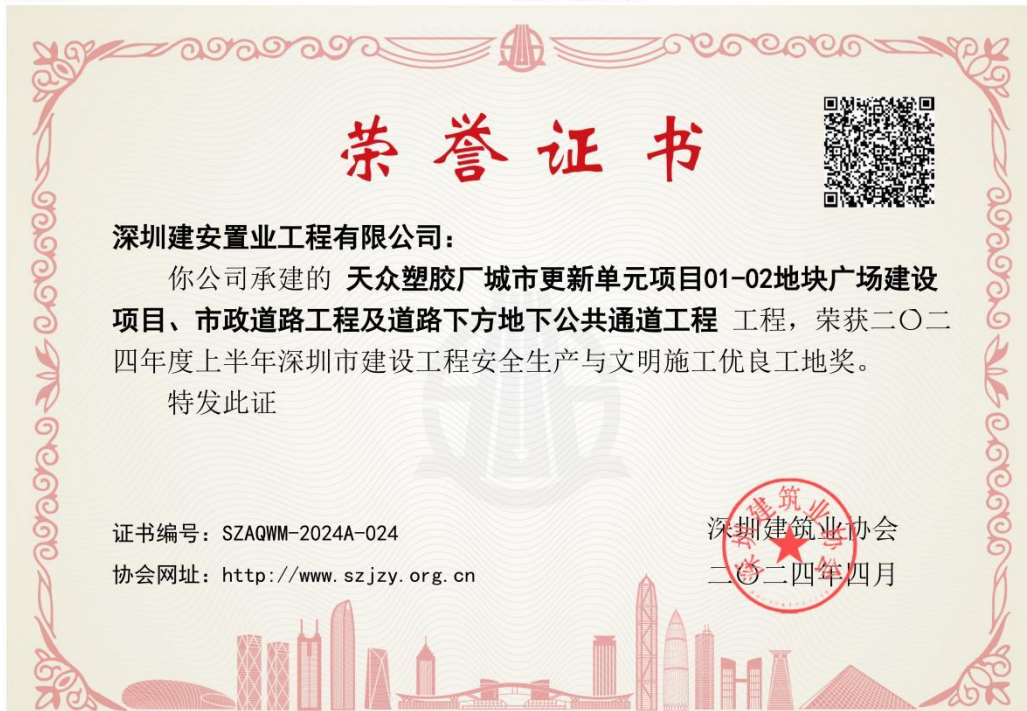 荣誉证书
深圳建安置业工程有限公司：
你公司承建的 天众塑胶厂城市更新单元项目01-02地块广场建设
项目、市政道路工程及道路下方地下公共通道工程 工程，荣获二〇二
四年度上半年深圳市建设工程安全生产与文明施工优良工地奖。
特发此证
证书编号：SZAQWM-2024A-024
深圳建筑业协会
协会网址：http://www.szjzy.org.cn
二〇二四年四月
深圳建筑业协会